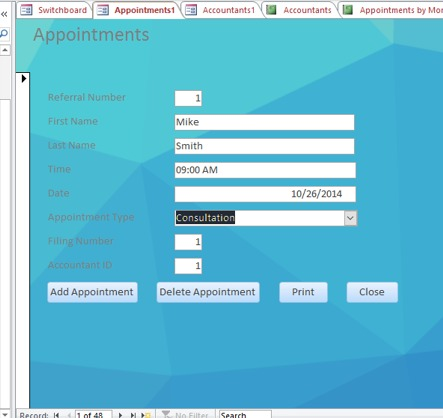 Switchboard Appointments1 Accountants1 Accountants Appointments by Mon
Appointments
Referral Number 1
First Name Mike
Last Name Smith
Time 09:00 AM
Date 10/26/2014
Appointment Type Consultation
Filing Number 1
Accountant ID 1
Add Appointment Delete Appointment Print Close
Record: 1 of 48 No Filter Search